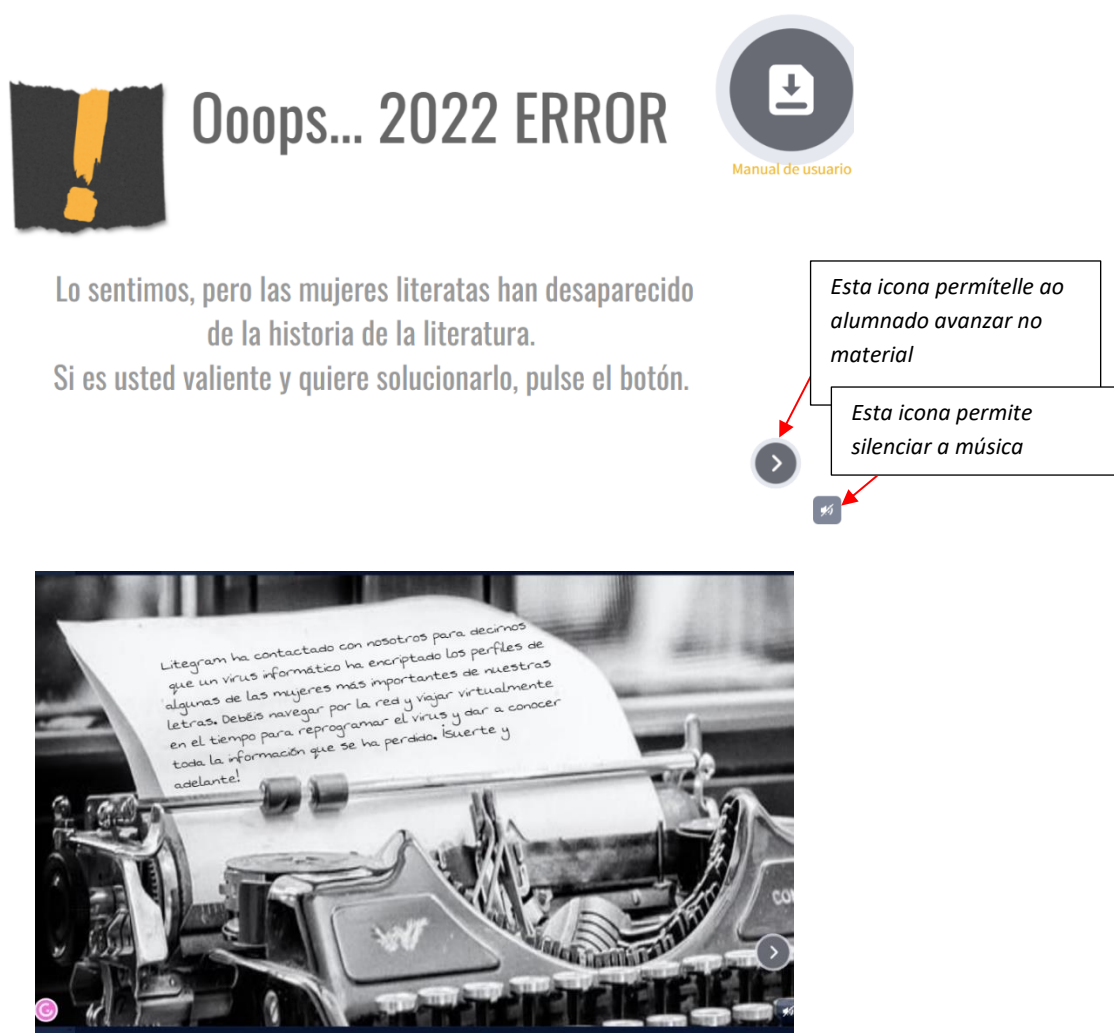 Ooops... 2022 ERROR
Manual de usuario
Lo sentimos, pero las mujeres literatas han desaparecido
de la historia de la literatura.
Si es usted valiente y quiere solucionarlo, pulse el botón.
Esta icona permítelle ao
alumnado avanzar no
material
Esta icona permite
silenciar a música
Litegram ha contactado con nosotros para decirnos
que un virus informático ha encriptado los perfiles de
algunas de las mujeres más importantes de nuestras
letras. Debéis navegar por la red y viajar virtualmente
en el tiempo para reprogramar el virus y dar a conocer
toda la información que se ha perdido. ¡Suerte y
adelante!